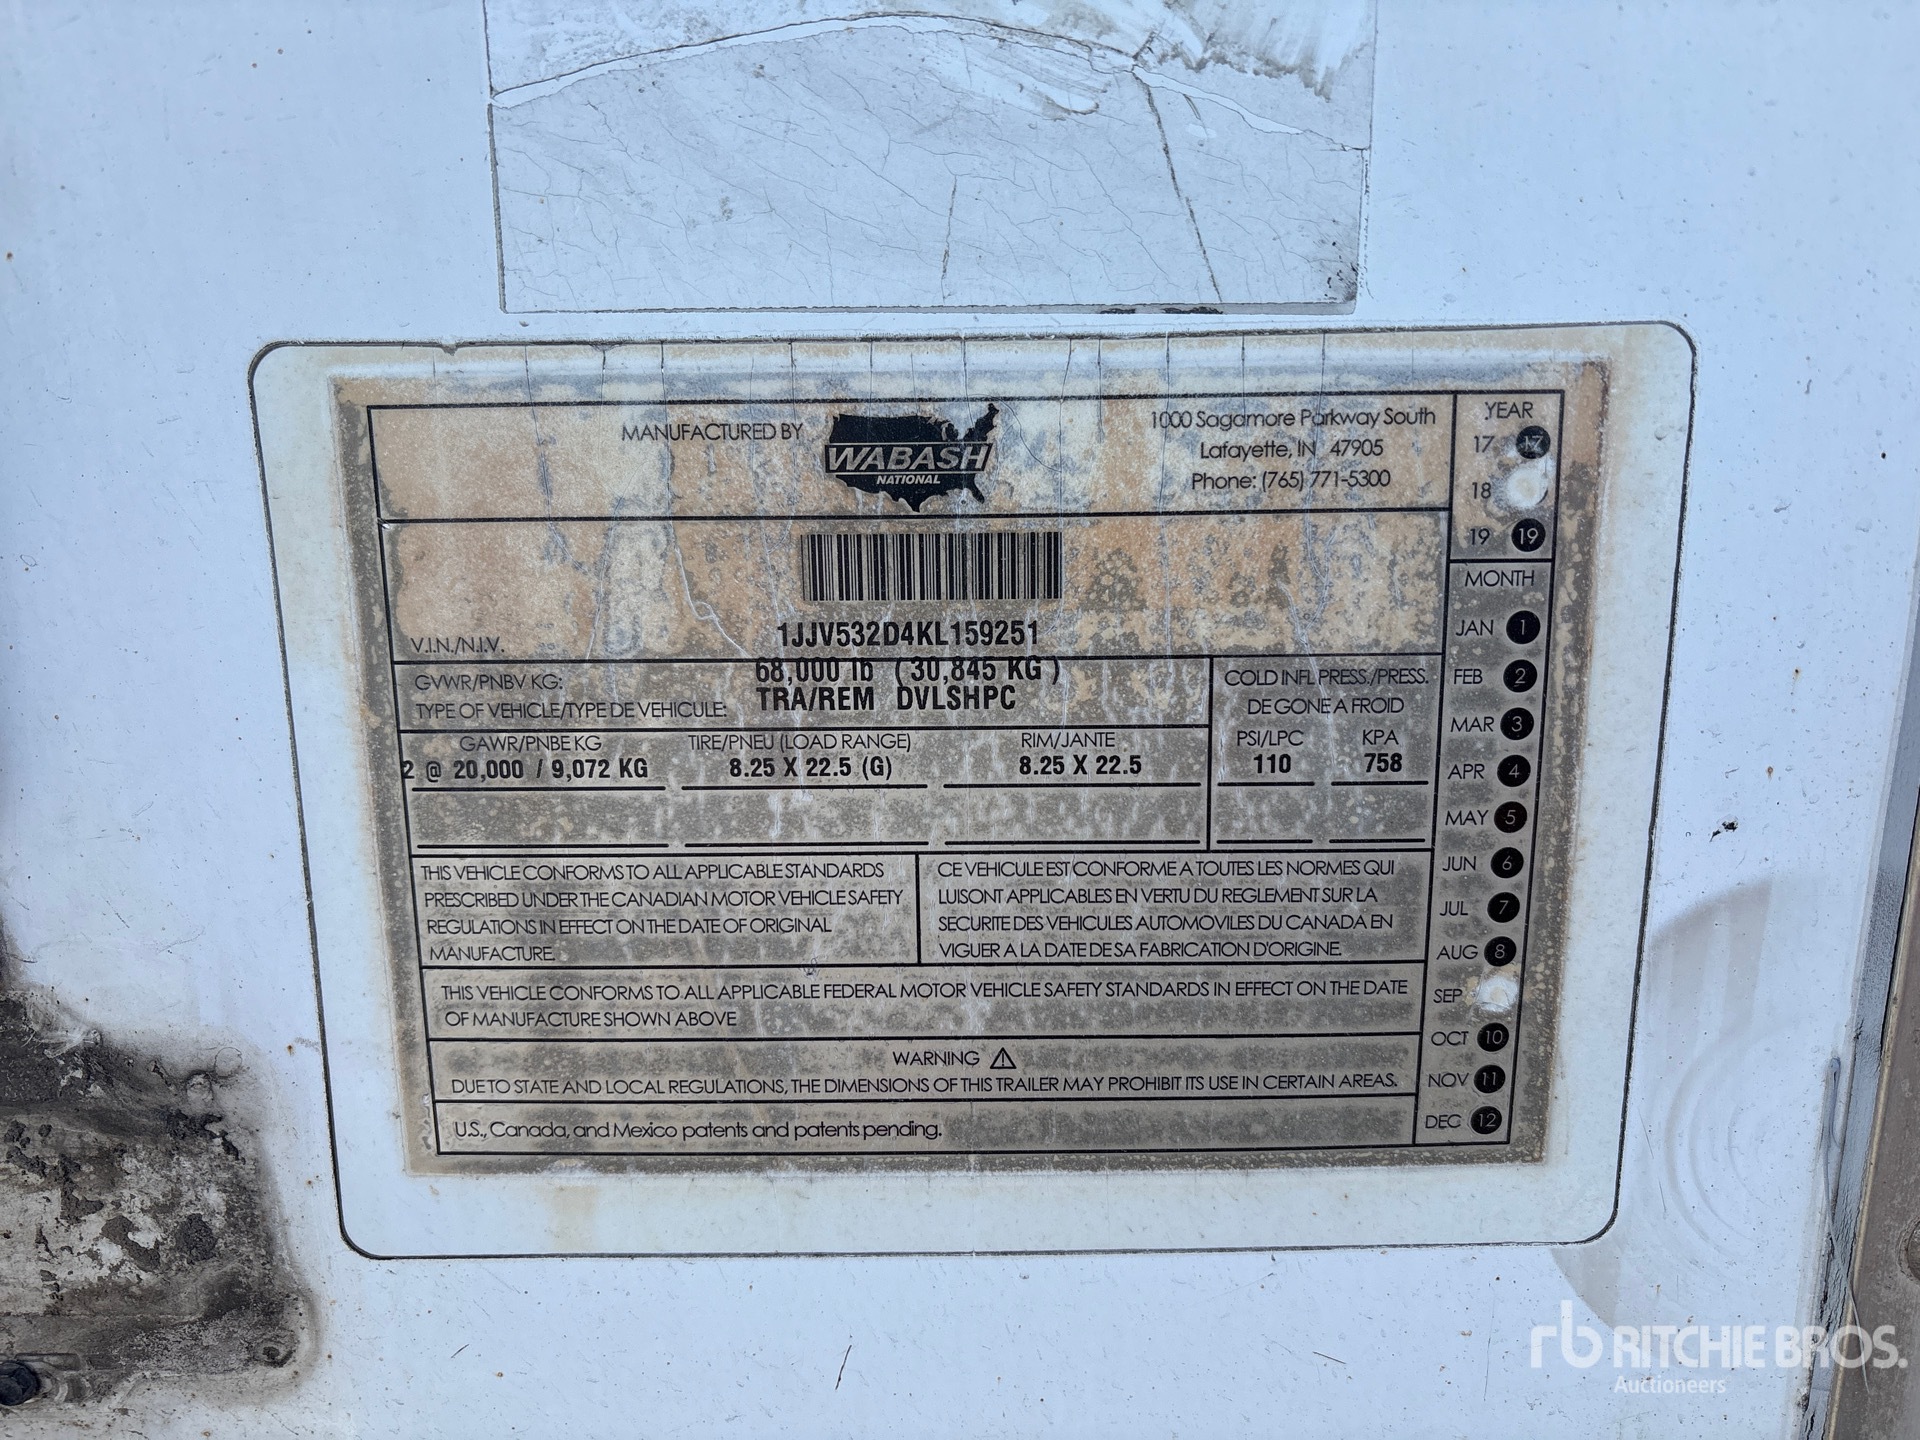 MANUFACTURED BY
WABASH
NATIONAL
1000 Sagamore Parkway South
Lafayette, IN 47905
Phone: (765) 771-5300
V.I.N./N.I.V.
1JJV532D4KL159251
GVWR/PNBV KG: 68,000 lb ( 30,845 KG )
TYPE OF VEHICLE/TYPE DE VEHICULE: TRA/REM DVLSHPC
COLD INFL PRESS./PRESS.
DE GONE A FROID
GAWR/PNBE KG TIRE/PNEU (LOAD RANGE) RIM/JANTE PSI/LPC KPA
2 @ 20,000 / 9,072 KG 8.25 X 22.5 (G) 8.25 X 22.5 110 758
THIS VEHICLE CONFORMS TO ALL APPLICABLE STANDARDS
PRESCRIBED UNDER THE CANADIAN MOTOR VEHICLE SAFETY
REGULATIONS IN EFFECT ON THE DATE OF ORIGINAL
MANUFACTURE.
CE VEHICULE EST CONFORME A TOUTES LES NORMES QUI
LUISONT APPLICABLES EN VERTU DU REGLEMENT SUR LA
SECURITE DES VEHICULES AUTOMOVILES DU CANADA EN
VIGUER A LA DATE DE SA FABRICATION D'ORIGINE.
THIS VEHICLE CONFORMS TO ALL APPLICABLE FEDERAL MOTOR VEHICLE SAFETY STANDARDS IN EFFECT ON THE DATE
OF MANUFACTURE SHOWN ABOVE
WARNING
DUE TO STATE AND LOCAL REGULATIONS, THE DIMENSIONS OF THIS TRAILER MAY PROHIBIT ITS USE IN CERTAIN AREAS.
U.S., Canada, and Mexico patents and patents pending.
YEAR
17 17
18
19 19
MONTH
JAN 1
FEB 2
MAR 3
APR 4
MAY 5
JUN 6
JUL 7
AUG 8
SEP
OCT 10
NOV 11
DEC 12
rb RITCHIE BROS.
Auctioneers